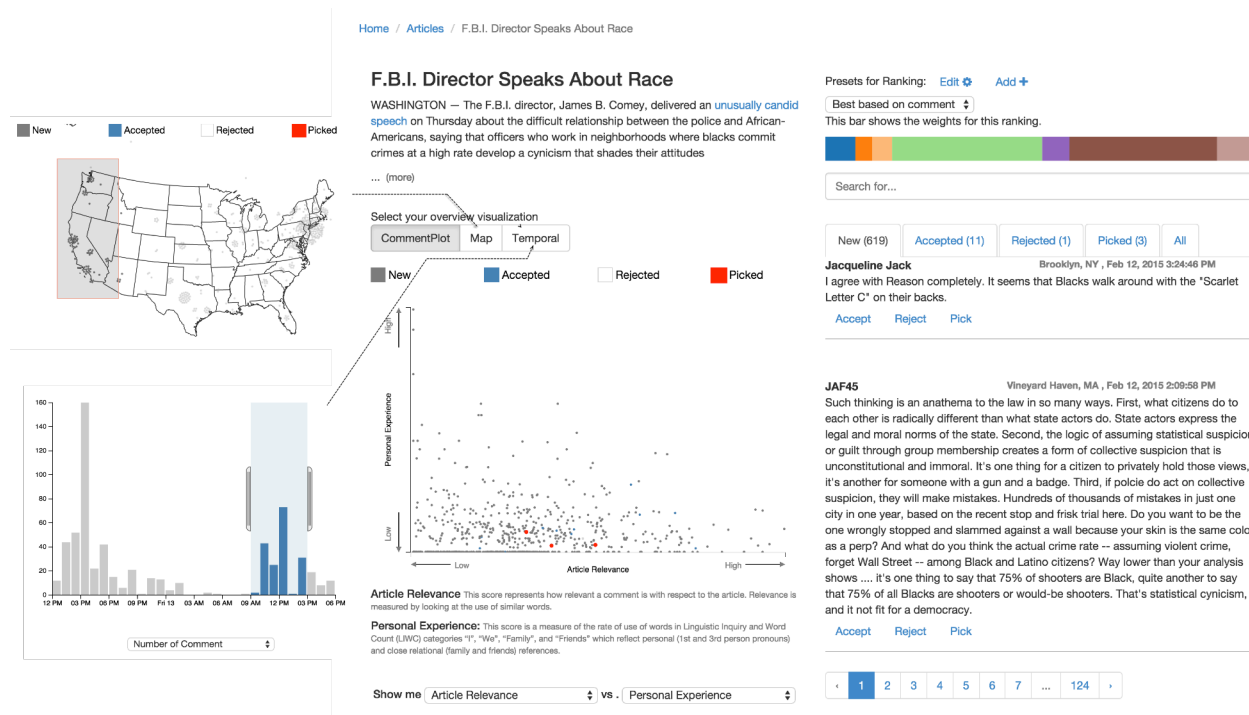 Home / Articles / F.B.I. Director Speaks About Race
New
Accepted
Rejected
Picked
160
140
120
100
80
60
40
20
0
12 PM 03 PM 06 PM 09 PM Fri 13 03 AM 06 AM 09 AM 12 PM 03 PM 06 PM
Number of Comment
F.B.I. Director Speaks About Race
WASHINGTON — The F.B.I. director, James B. Comey, delivered an unusually candid
speech on Thursday about the difficult relationship between the police and African-
Americans, saying that officers who work in neighborhoods where blacks commit
crimes at a high rate develop a cynicism that shades their attitudes
... (more)
Select your overview visualization
CommentPlot Map Temporal
New
Accepted
Rejected
Picked
High
Personal Experience
Low
Low
Article Relevance
High
Article Relevance This score represents how relevant a comment is with respect to the article. Relevance is
measured by looking at the use of similar words.
Personal Experience: This score is a measure of the rate of use of words in Linguistic Inquiry and Word
Count (LIWC) categories “I”, “We”, “Family”, and “Friends” which reflect personal (1st and 3rd person pronouns)
and close relational (family and friends) references.
Show me Article Relevance vs . Personal Experience
Presets for Ranking: Edit Add +
Best based on comment
This bar shows the weights for this ranking.
Search for...
New (619) Accepted (11) Rejected (1) Picked (3) All
Jacqueline Jack Brooklyn, NY , Feb 12, 2015 3:24:46 PM
I agree with Reason completely. It seems that Blacks walk around with the "Scarlet
Letter C" on their backs.
Accept Reject Pick
JAF45 Vineyard Haven, MA , Feb 12, 2015 2:09:58 PM
Such thinking is an anathema to the law in so many ways. First, what citizens do to
each other is radically different than what state actors do. State actors express the
legal and moral norms of the state. Second, the logic of assuming statistical suspicion
or guilt through group membership creates a form of collective suspicion that is
unconstitutional and immoral. It's one thing for a citizen to privately hold those views,
it's another for someone with a gun and a badge. Third, if polcie do act on collective
suspicion, they will make mistakes. Hundreds of thousands of mistakes in just one
city in one year, based on the recent stop and frisk trial here. Do you want to be the
one wrongly stopped and slammed against a wall because your skin is the same colo
as a perp? And what do you think the actual crime rate -- assuming violent crime,
forget Wall Street -- among Black and Latino citizens? Way lower than your analysis
shows .... it's one thing to say that 75% of shooters are Black, quite another to say
that 75% of all Blacks are shooters or would-be shooters. That's statistical cynicism,
and it not fit for a democracy.
Accept Reject Pick
‹ 1 2 3 4 5 6 7 ... 124 ›